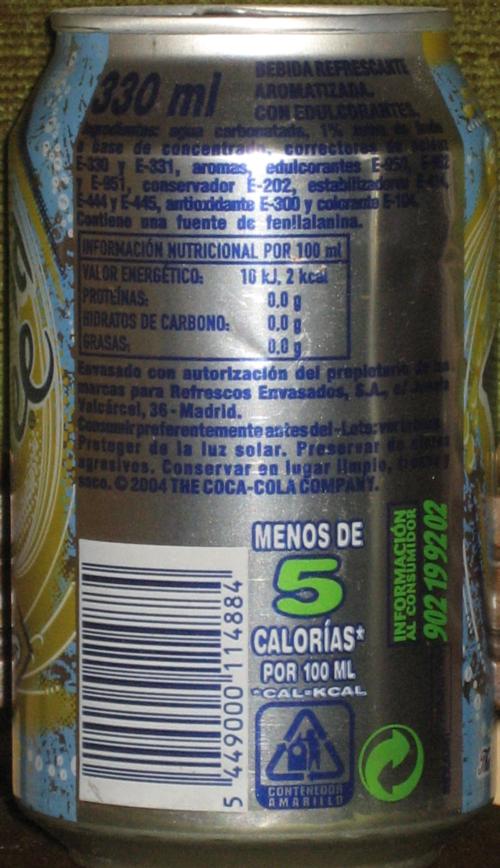 330 ml
BEBIDA REFRESCANTE
AROMATIZADA.
CON EDULCORANTES.
Ingredientes: agua carbonatada, 1% zumo de limón
a base de concentrado, correctores de acidez
E-330 y E-331, aromas, edulcorantes E-950, E-952
y E-951, conservador E-202, estabilizadores E-414,
E-444 y E-445, antioxidante E-300 y colorante E-104.
Contiene una fuente de fenilalanina.
INFORMACIÓN NUTRICIONAL POR 100 ml
VALOR ENERGÉTICO: 10 kJ, 2 kcal
PROTEÍNAS: 0,0 g
HIDRATOS DE CARBONO: 0,0 g
GRASAS: 0,0 g
Envasado con autorización del propietario de las
marcas para Refrescos Envasados, S.A., c/
Valcárcel, 36 - Madrid.
Consumir preferentemente antes del - Lote: ver
Proteger de la luz solar. Preservar de olores
agresivos. Conservar en lugar limpio, fresco y
seco. © 2004 THE COCA-COLA COMPANY.
MENOS DE
5
CALORÍAS*
POR 100 ML
*CAL=KCAL
CONTENEDOR
AMARILLO
INFORMACIÓN
AL CONSUMIDOR
902 19 92 02
5 449000 114884